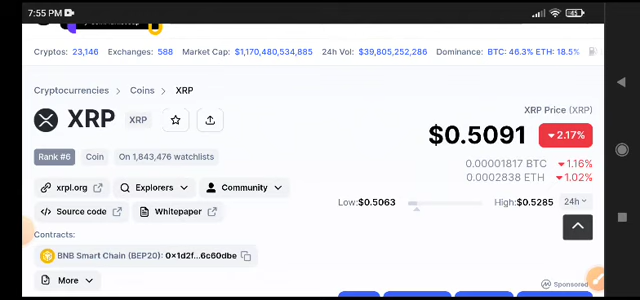 7:55 PM
Cryptos: 23,146 Exchanges: 588 Market Cap: $1,170,480,534,885 24h Vol: $39,805,252,286 Dominance: BTC: 46.3% ETH: 18.5%
Cryptocurrencies > Coins > XRP
XRP XRP
XRP Price (XRP)
$0.5091 2.17%
Rank #6 Coin On 1,843,476 watchlists
0.00001817 BTC 1.16%
0.0002838 ETH 1.02%
xrpl.org Explorers Community
Low:$0.5063 High:$0.5285 24h
</> Source code Whitepaper
Contracts:
BNB Smart Chain (BEP20): 0x1d2f...6c60dbe
More
Sponsored